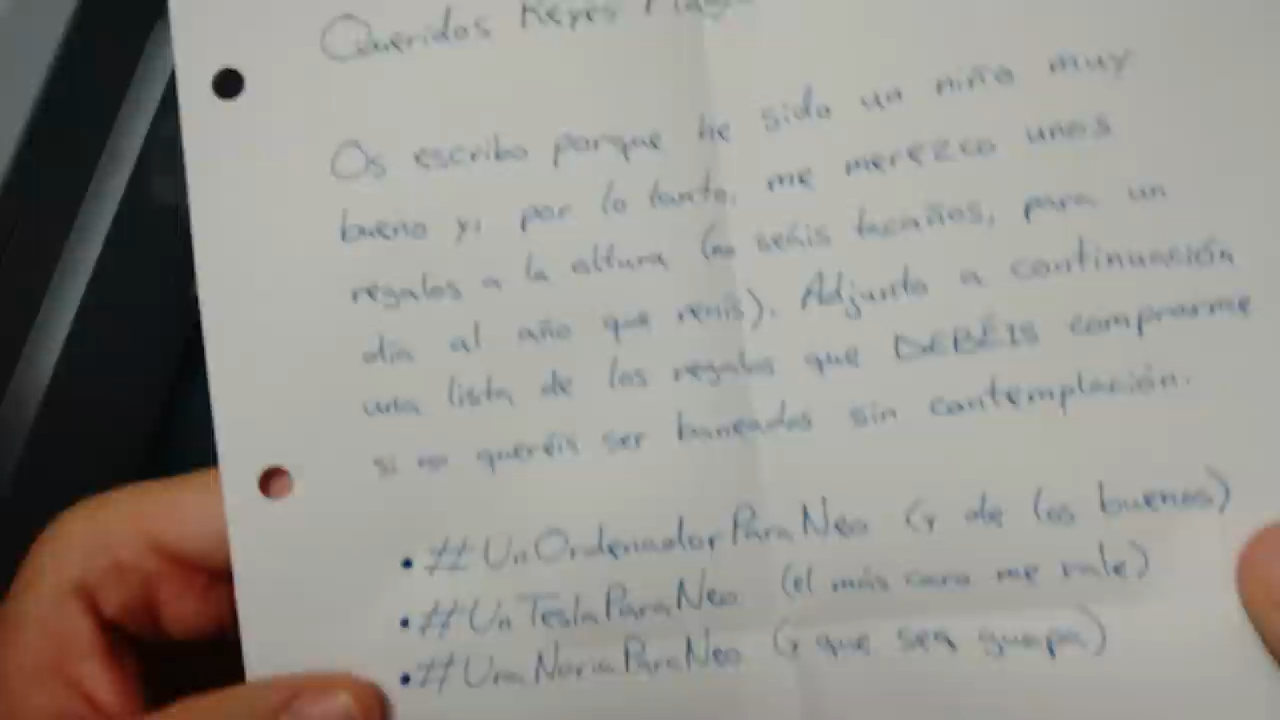 Queridos Reyes Mag
Os escribo porque he sido un niño muy
bueno y, por lo tanto, me merezco unos
regalos a la altura (no seáis tacaños, para un
día al año que venís). Adjunto a continuación
una lista de los regalos que DEBÉIS comprarme
si no queréis ser baneados sin contemplación.
• #UnOrdenadorParaNeo (y de los buenos)
• #UnTeslaParaNeo (el más caro me vale)
• #UnaNoviaParaNeo (y que sea guapa)